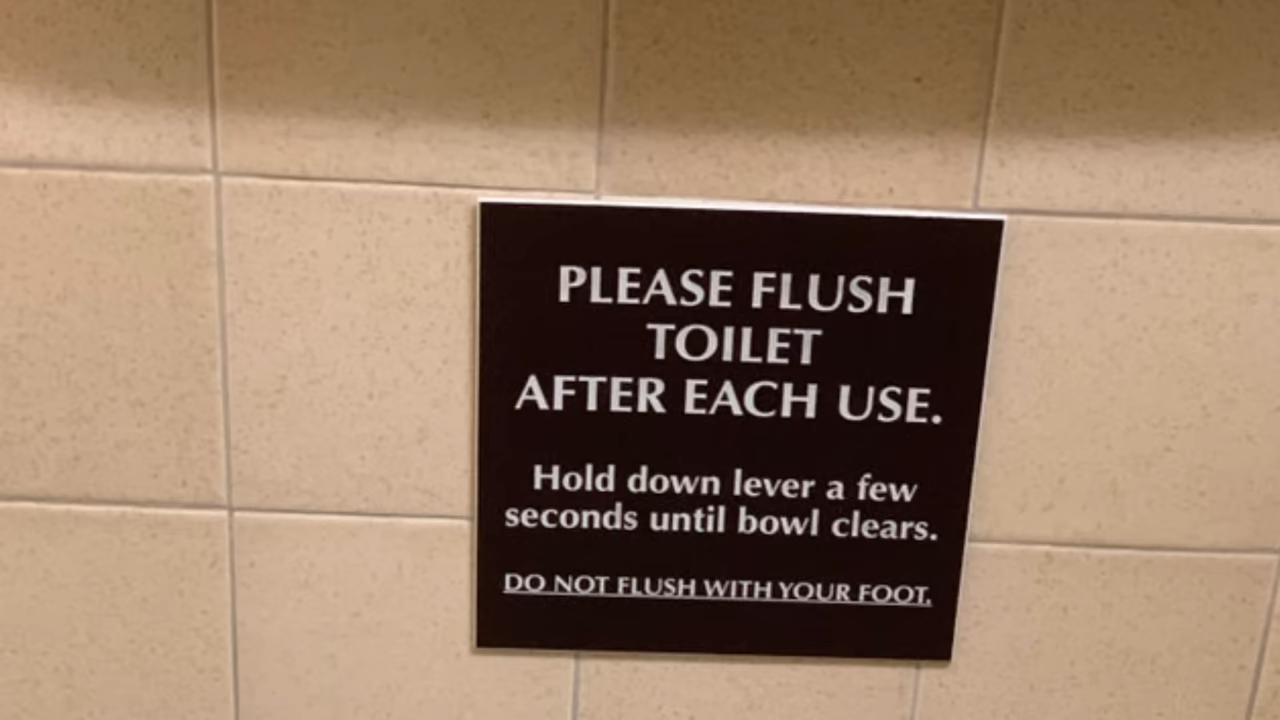 PLEASE FLUSH
TOILET
AFTER EACH USE.
Hold down lever a few
seconds until bowl clears.
DO NOT FLUSH WITH YOUR FOOT.